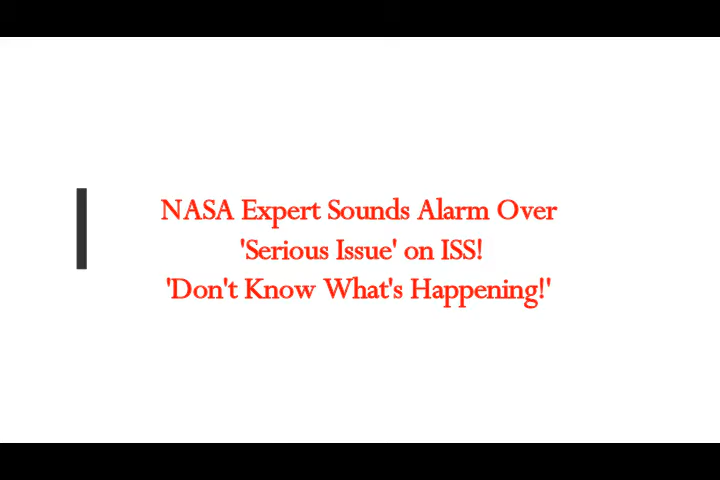 NASA Expert Sounds Alarm Over
'Serious Issue' on ISS!
'Don't Know What's Happening!'